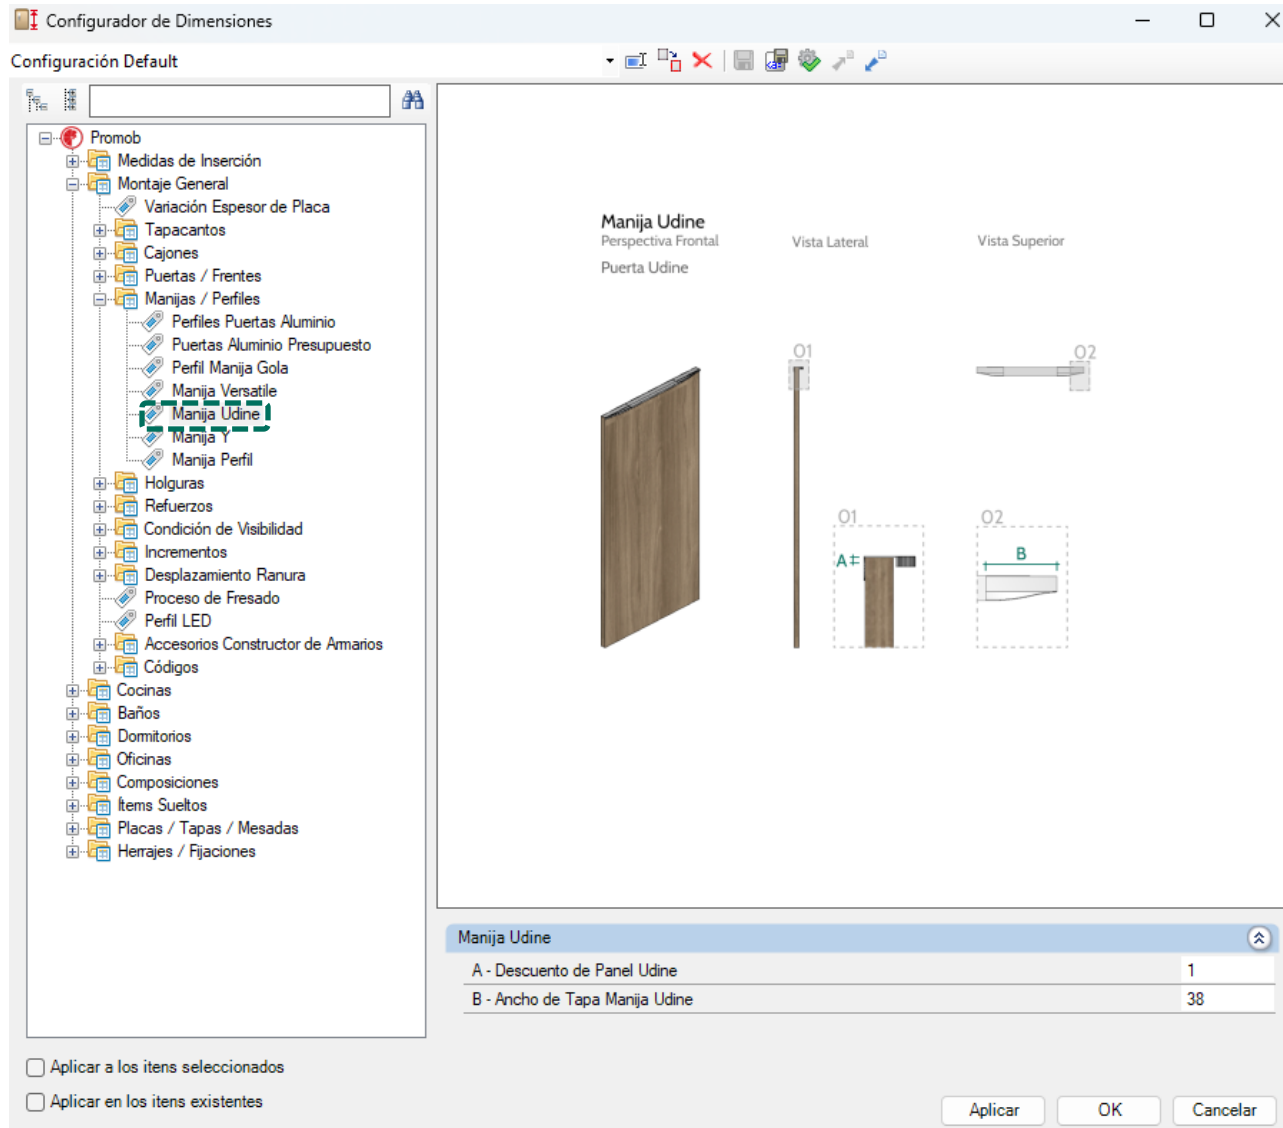 Configurador de Dimensiones
Configuración Default
Promob
Medidas de Inserción
Montaje General
Variación Espesor de Placa
Tapacantos
Cajones
Puertas / Frentes
Manijas / Perfiles
Perfiles Puertas Aluminio
Puertas Aluminio Presupuesto
Perfil Manija Gola
Manija Versatile
Manija Udine
Manija Y
Manija Perfil
Holguras
Refuerzos
Condición de Visibilidad
Incrementos
Desplazamiento Ranura
Proceso de Fresado
Perfil LED
Accesorios Constructor de Armarios
Códigos
Cocinas
Baños
Dormitorios
Oficinas
Composiciones
Ítems Sueltos
Placas / Tapas / Mesadas
Herrajes / Fijaciones
Manija Udine
Perspectiva Frontal
Vista Lateral
Vista Superior
Puerta Udine
01
02
01
02
A
B
Manija Udine
A - Descuento de Panel Udine 1
B - Ancho de Tapa Manija Udine 38
Aplicar a los itens seleccionados
Aplicar en los itens existentes
Aplicar
OK
Cancelar